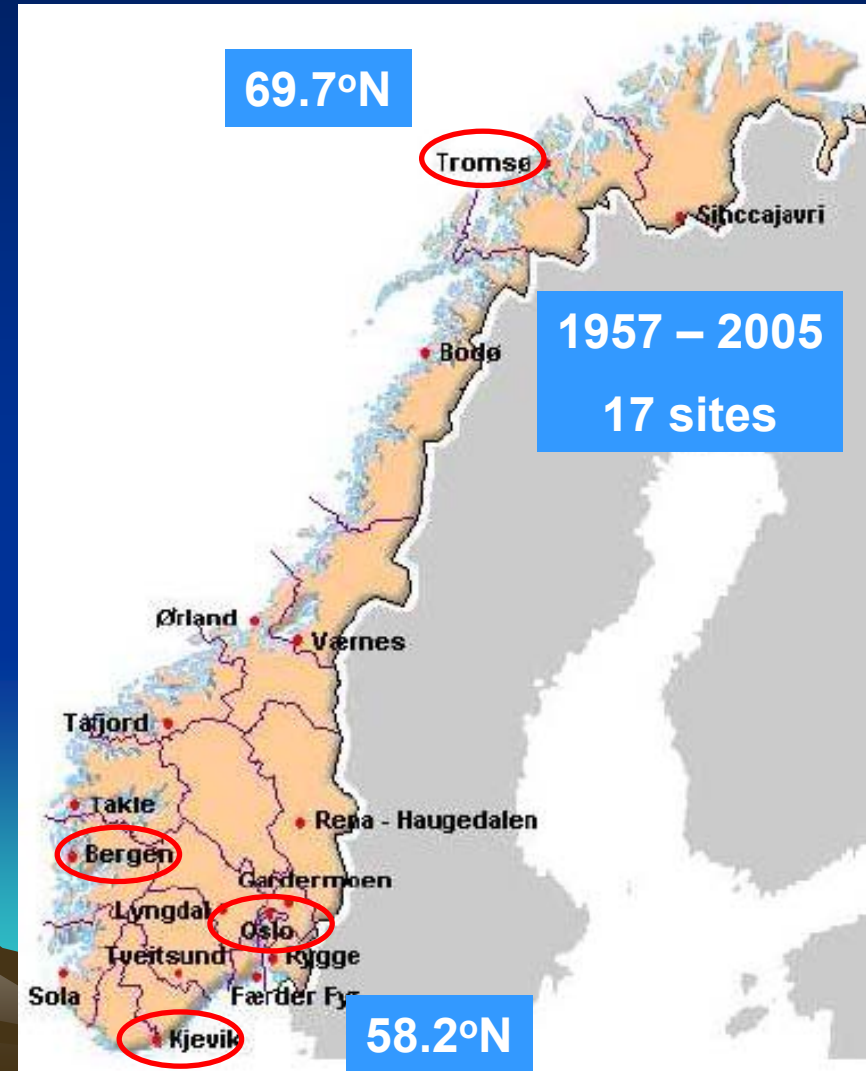 69.7ºN
Tromsø
Sihccajavri
1957 – 2005
17 sites
Bodø
Ørland
Værnes
Tafjord
Takle
Rena - Haugedalen
Bergen
Gardermoen
Lyngdal
Oslo
Tveitsund
Rygge
Sola
Færder Fyr
Kjevik
58.2ºN